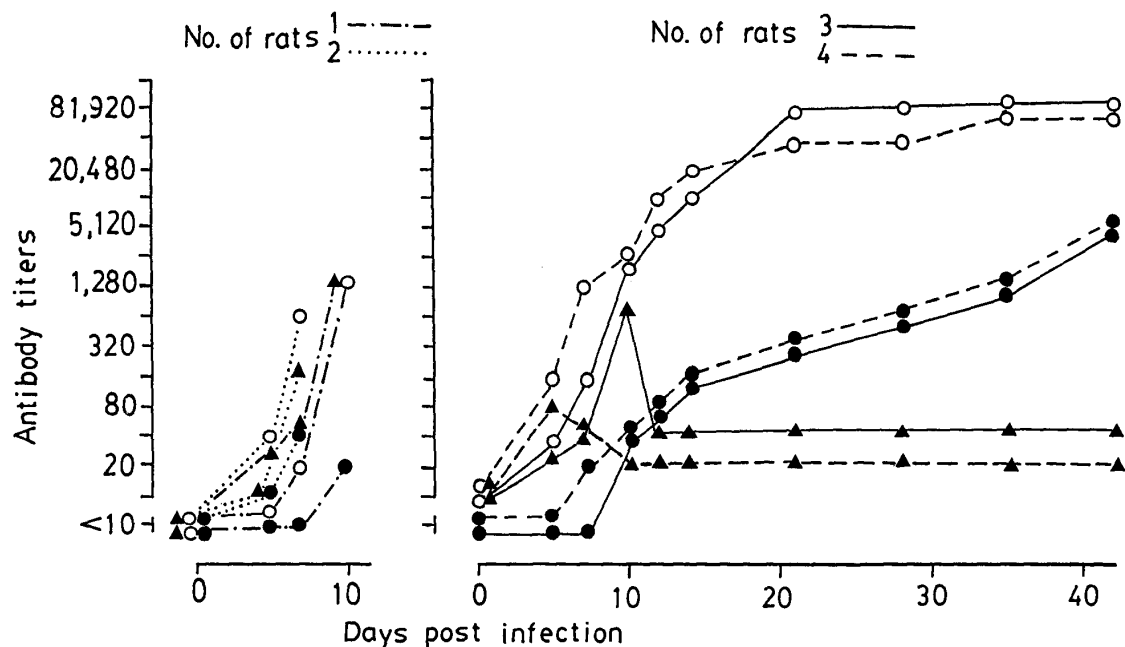 No. of rats 1
2
No. of rats 3
4
81,920
20,480
5,120
1,280
320
80
20
<10
Antibody titers
0 10
0 10 20 30 40
Days post infection